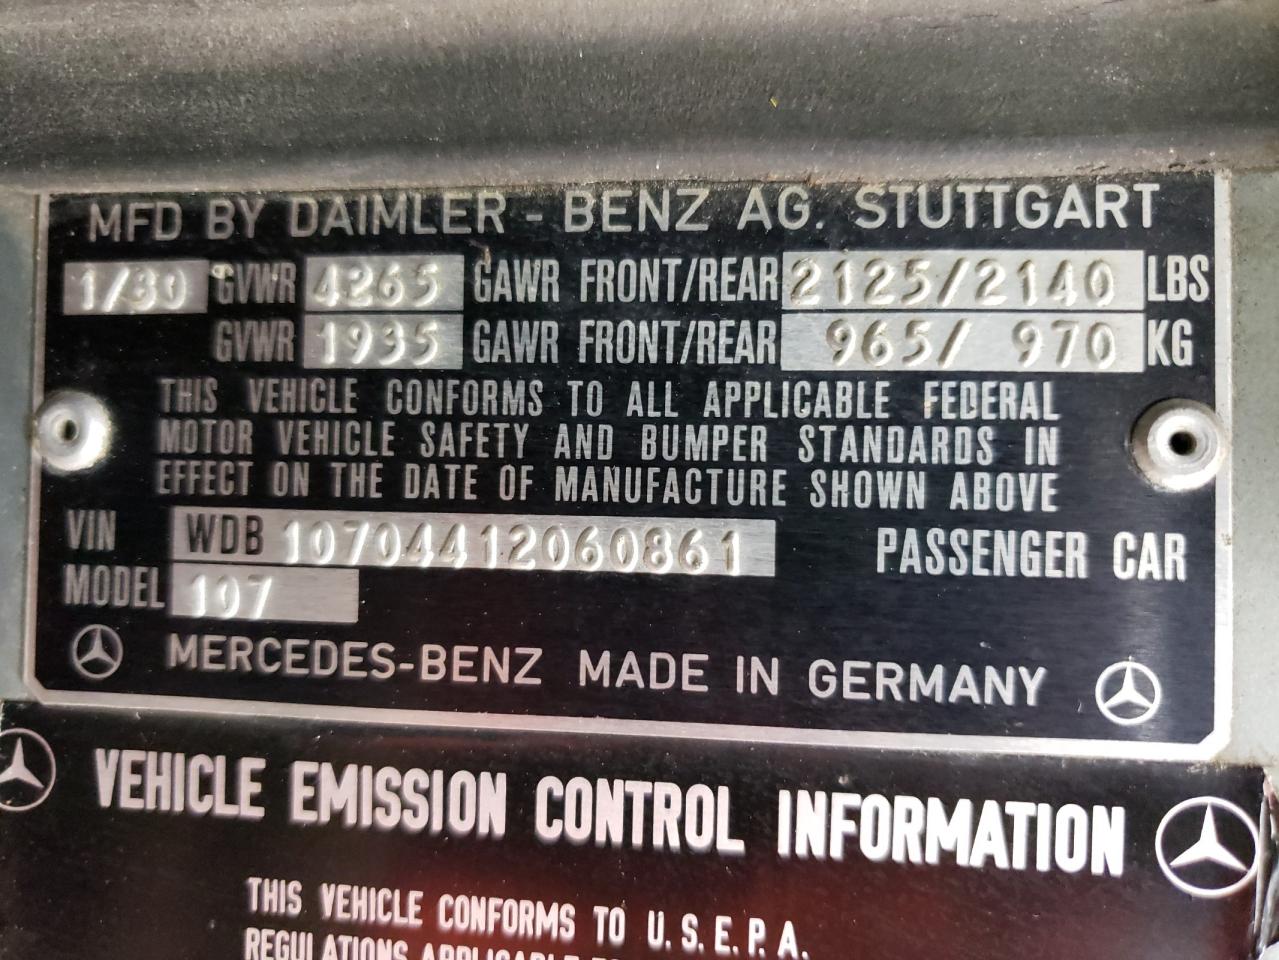 MFD BY DAIMLER - BENZ AG. STUTTGART
1/80 GVWR 4265 GAWR FRONT/REAR 2125/2140 LBS
GVWR 1935 GAWR FRONT/REAR 965/ 970 KG
THIS VEHICLE CONFORMS TO ALL APPLICABLE FEDERAL
MOTOR VEHICLE SAFETY AND BUMPER STANDARDS IN
EFFECT ON THE DATE OF MANUFACTURE SHOWN ABOVE
VIN WDB 10704412060861 PASSENGER CAR
MODEL 107
MERCEDES-BENZ MADE IN GERMANY
VEHICLE EMISSION CONTROL INFORMATION
THIS VEHICLE CONFORMS TO U.S.E.P.A.
REGULATIONS APPLICABLE TO